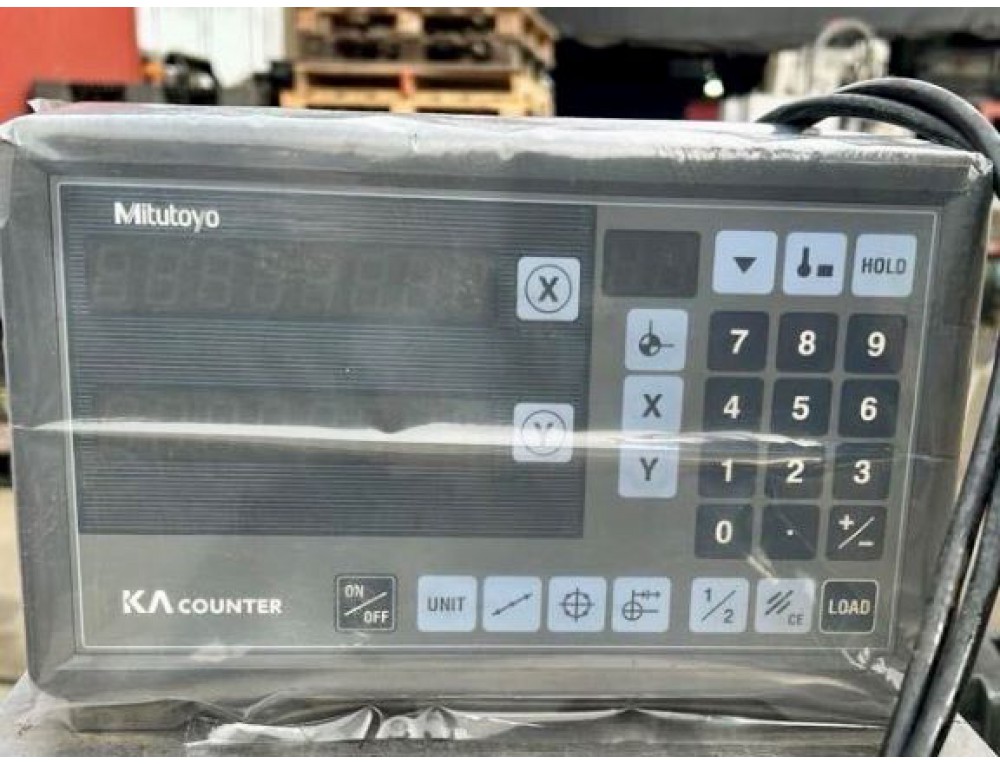 Mitutoyo
X
HOLD
7 8 9
X 4 5 6
Y
Y 1 2 3
0 . +/−
KA COUNTER
ON/OFF
UNIT
1/2
CE
LOAD